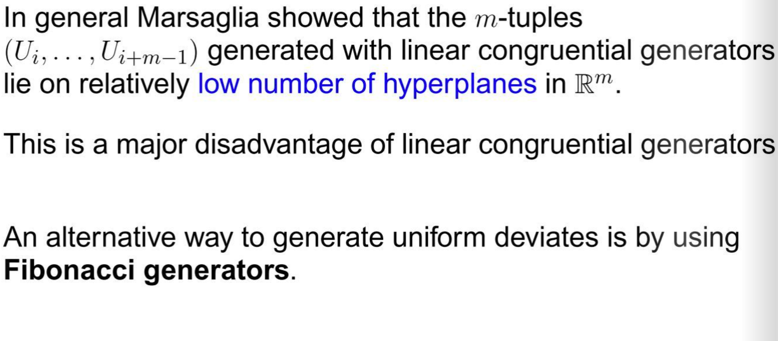 In general Marsaglia showed that the m-tuples
(U_i, ..., U_{i+m−1}) generated with linear congruential generators
lie on relatively low number of hyperplanes in ℝ^m.
This is a major disadvantage of linear congruential generators
An alternative way to generate uniform deviates is by using
Fibonacci generators.